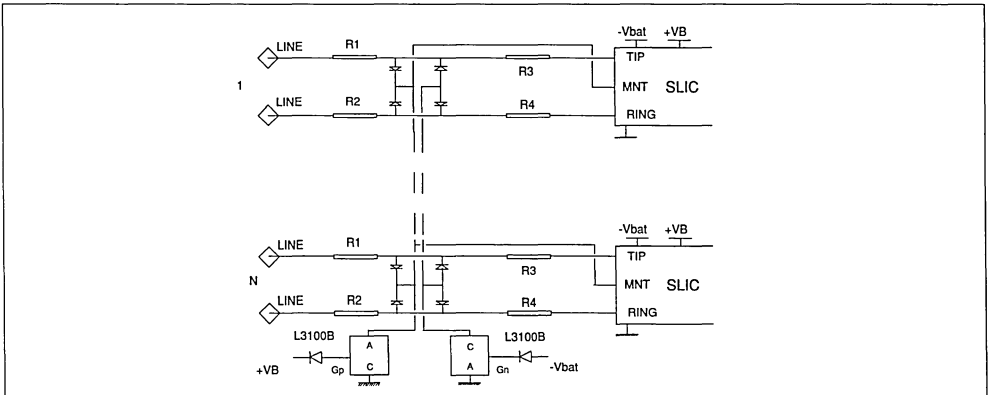 -Vbat +VB
LINE R1
TIP
R3
1
MNT SLIC
LINE R2 R4
RING
-Vbat +VB
LINE R1
TIP
R3
N
MNT SLIC
LINE R2 R4
RING
L3100B L3100B
A C
+VB Gp C A Gn -Vbat